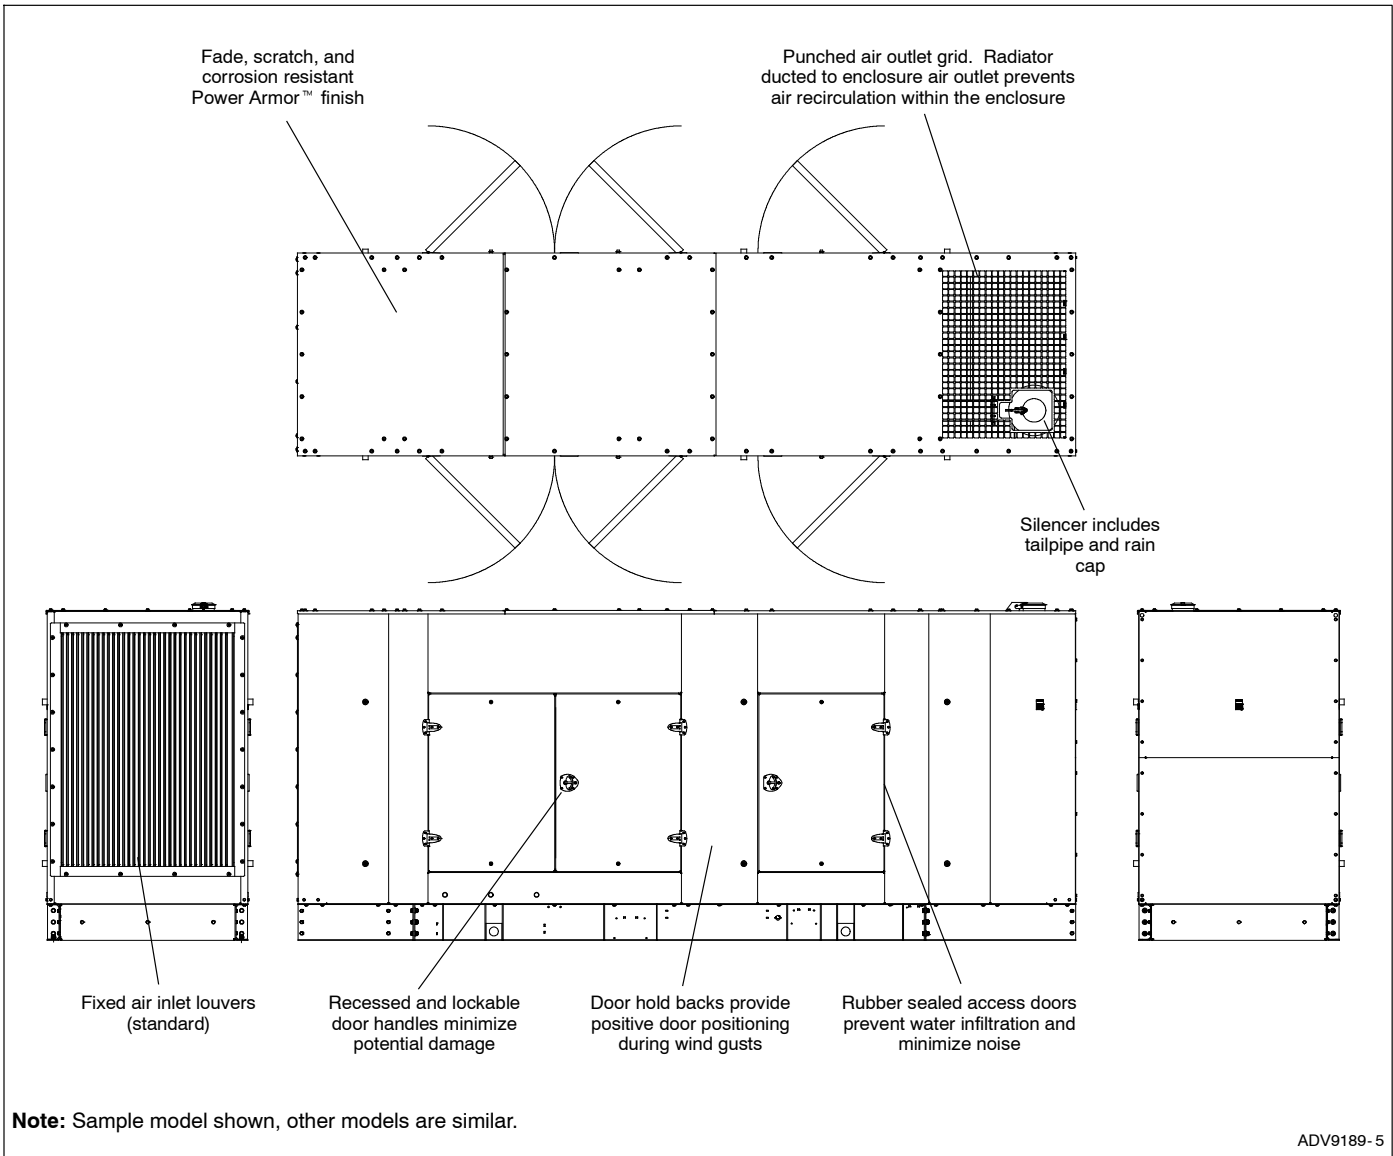 Fade, scratch, and
corrosion resistant
Power Armor™ finish
Punched air outlet grid. Radiator
ducted to enclosure air outlet prevents
air recirculation within the enclosure
Silencer includes
tailpipe and rain
cap
Fixed air inlet louvers
(standard)
Recessed and lockable
door handles minimize
potential damage
Door hold backs provide
positive door positioning
during wind gusts
Rubber sealed access doors
prevent water infiltration and
minimize noise
Note: Sample model shown, other models are similar.
ADV9189-5